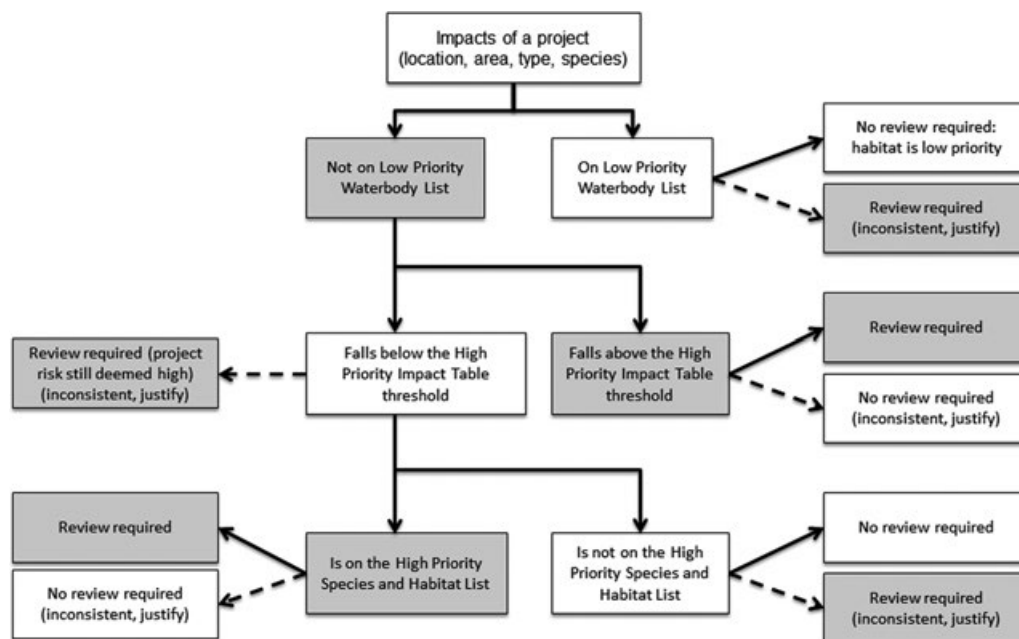 Impacts of a project
(location, area, type, species)
Not on Low Priority
Waterbody List
On Low Priority
Waterbody List
No review required:
habitat is low priority
Review required
(inconsistent, justify)
Review required (project
risk still deemed high)
(inconsistent, justify)
Falls below the High
Priority Impact Table
threshold
Falls above the High
Priority Impact Table
threshold
Review required
No review required
(inconsistent, justify)
Review required
No review required
(inconsistent, justify)
Is on the High Priority
Species and Habitat List
Is not on the High
Priority Species and
Habitat List
No review required
Review required
(inconsistent, justify)